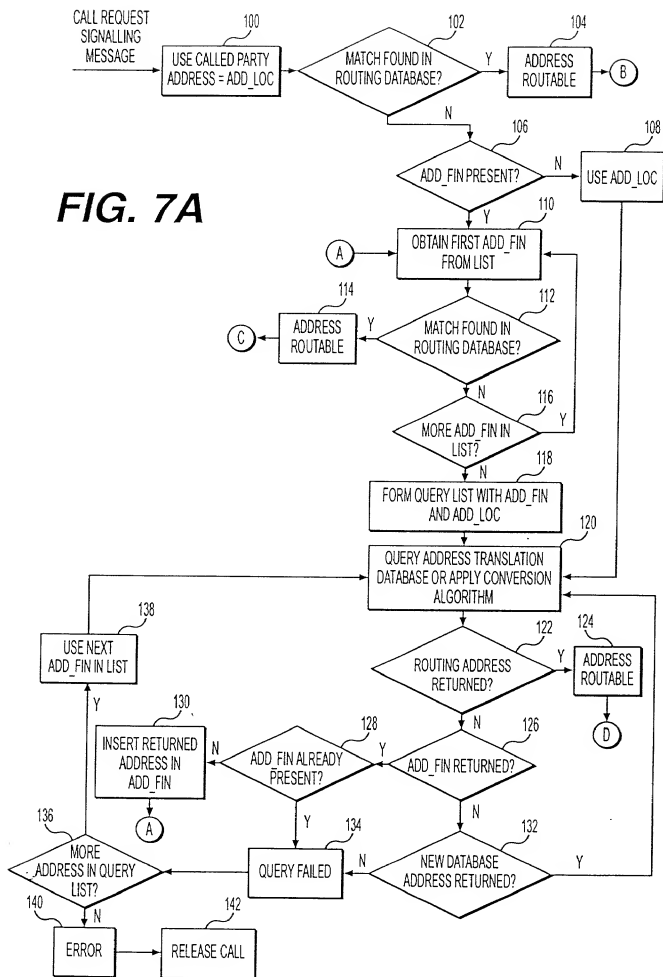 CALL REQUEST
SIGNALLING
MESSAGE
100
USE CALLED PARTY
ADDRESS = ADD_LOC
102
MATCH FOUND IN
ROUTING DATABASE?
Y
104
ADDRESS
ROUTABLE
B
N
106
ADD_FIN PRESENT?
N
108
USE ADD_LOC
FIG. 7A
Y
110
A
OBTAIN FIRST ADD_FIN
FROM LIST
112
MATCH FOUND IN
ROUTING DATABASE?
Y
114
ADDRESS
ROUTABLE
C
N
116
MORE ADD_FIN IN
LIST?
Y
N
118
FORM QUERY LIST WITH ADD_FIN
AND ADD_LOC
120
QUERY ADDRESS TRANSLATION
DATABASE OR APPLY CONVERSION
ALGORITHM
122
ROUTING ADDRESS
RETURNED?
Y
124
ADDRESS
ROUTABLE
D
N
126
ADD_FIN RETURNED?
Y
128
ADD_FIN ALREADY
PRESENT?
N
130
INSERT RETURNED
ADDRESS IN
ADD_FIN
A
Y
N
132
NEW DATABASE
ADDRESS RETURNED?
Y
N
134
QUERY FAILED
136
MORE
ADDRESS IN QUERY
LIST?
Y
138
USE NEXT
ADD_FIN IN LIST
N
140
ERROR
142
RELEASE CALL